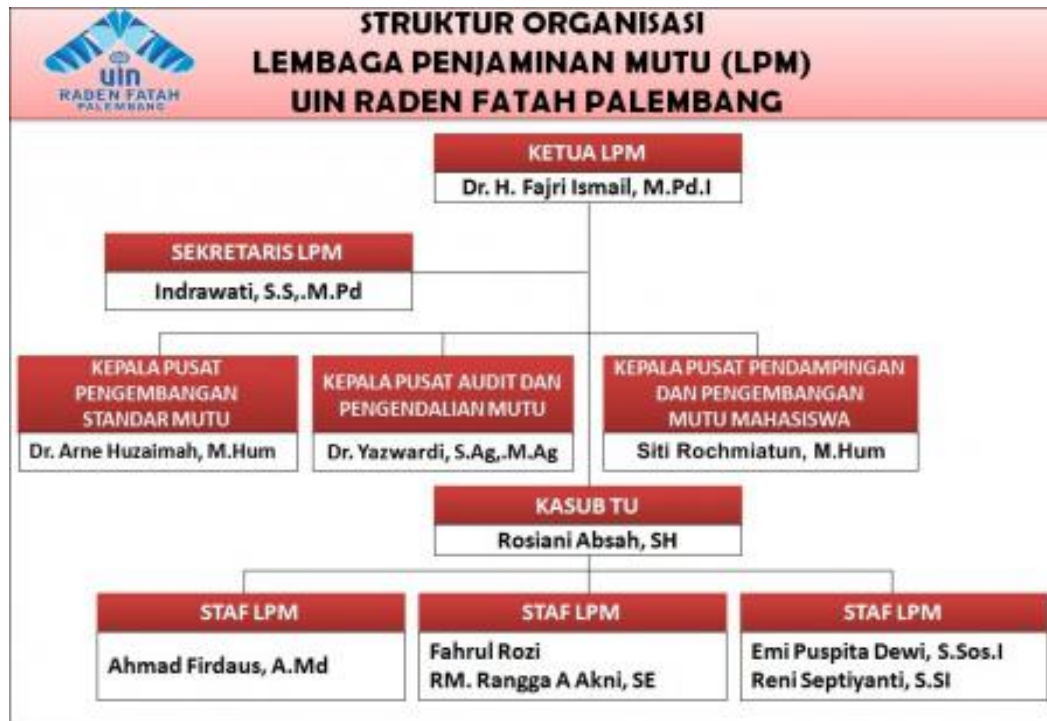 STRUKTUR ORGANISASI
LEMBAGA PENJAMINAN MUTU (LPM)
UIN RADEN FATAH PALEMBANG
uin
RADEN FATAH
PALEMBANG
KETUA LPM
Dr. H. Fajri Ismail, M.Pd.I
SEKRETARIS LPM
Indrawati, S.S,.M.Pd
KEPALA PUSAT
PENGEMBANGAN
STANDAR MUTU
Dr. Arne Huzaimah, M.Hum
KEPALA PUSAT AUDIT DAN
PENGENDALIAN MUTU
Dr. Yazwardi, S.Ag,.M.Ag
KEPALA PUSAT PENDAMPINGAN
DAN PENGEMBANGAN
MUTU MAHASISWA
Siti Rochmiatun, M.Hum
KASUB TU
Rosiani Absah, SH
STAF LPM
Ahmad Firdaus, A.Md
STAF LPM
Fahrul Rozi
RM. Rangga A Akni, SE
STAF LPM
Emi Puspita Dewi, S.Sos.I
Reni Septiyanti, S.SI